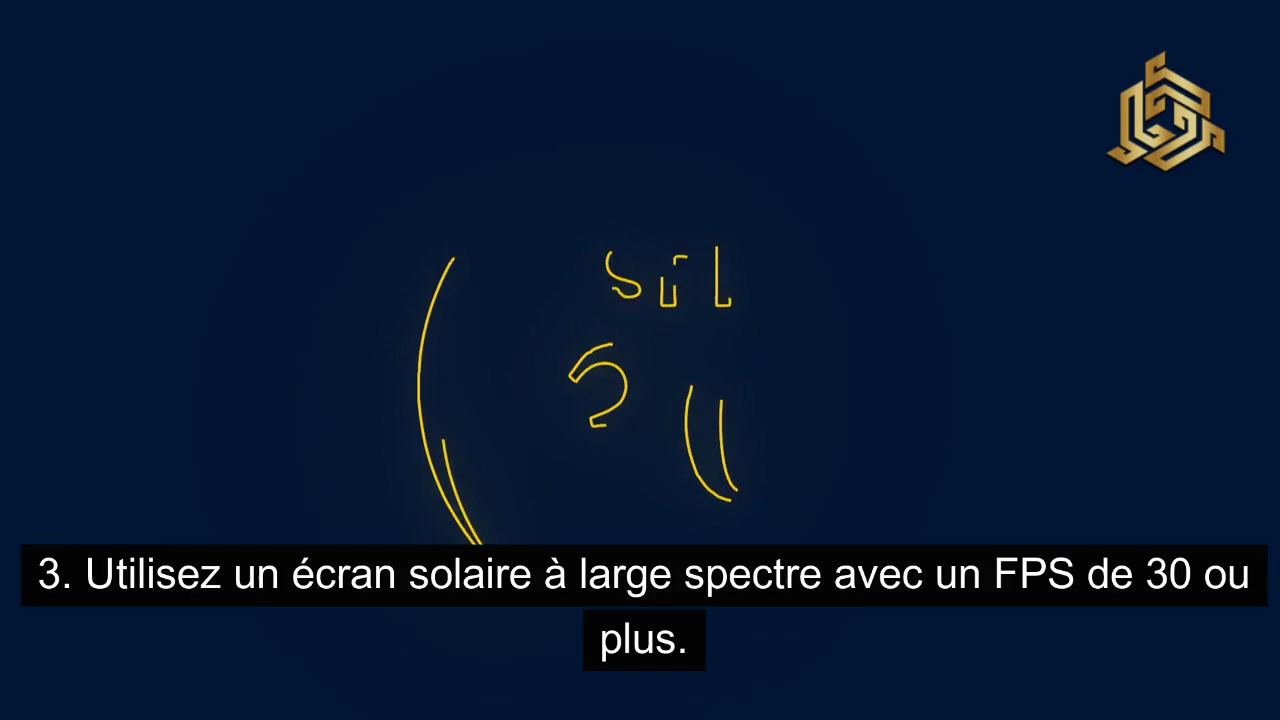 3. Utilisez un écran solaire à large spectre avec un FPS de 30 ou
plus.